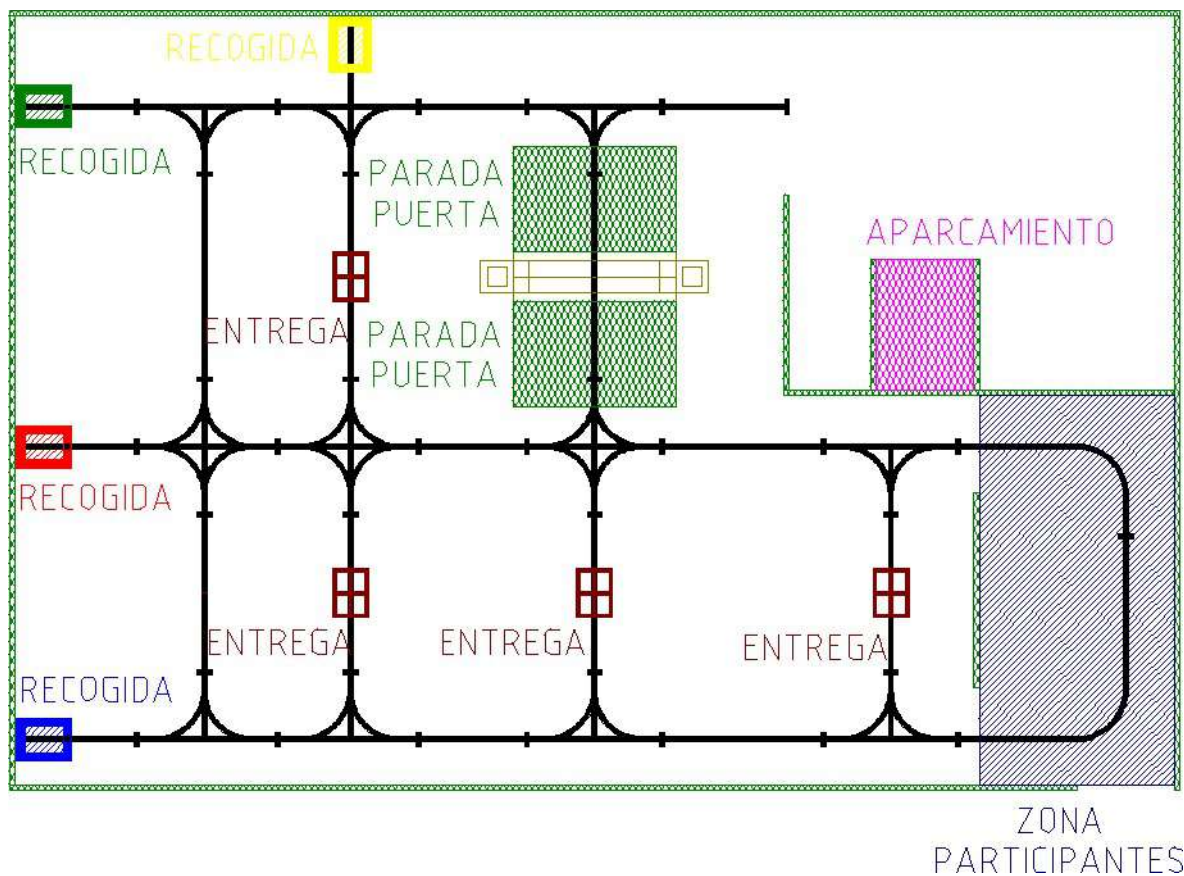 RECOGIDA
RECOGIDA
PARADA
PUERTA
APARCAMIENTO
ENTREGA
PARADA
PUERTA
RECOGIDA
ENTREGA
ENTREGA
ENTREGA
RECOGIDA
ZONA
PARTICIPANTES